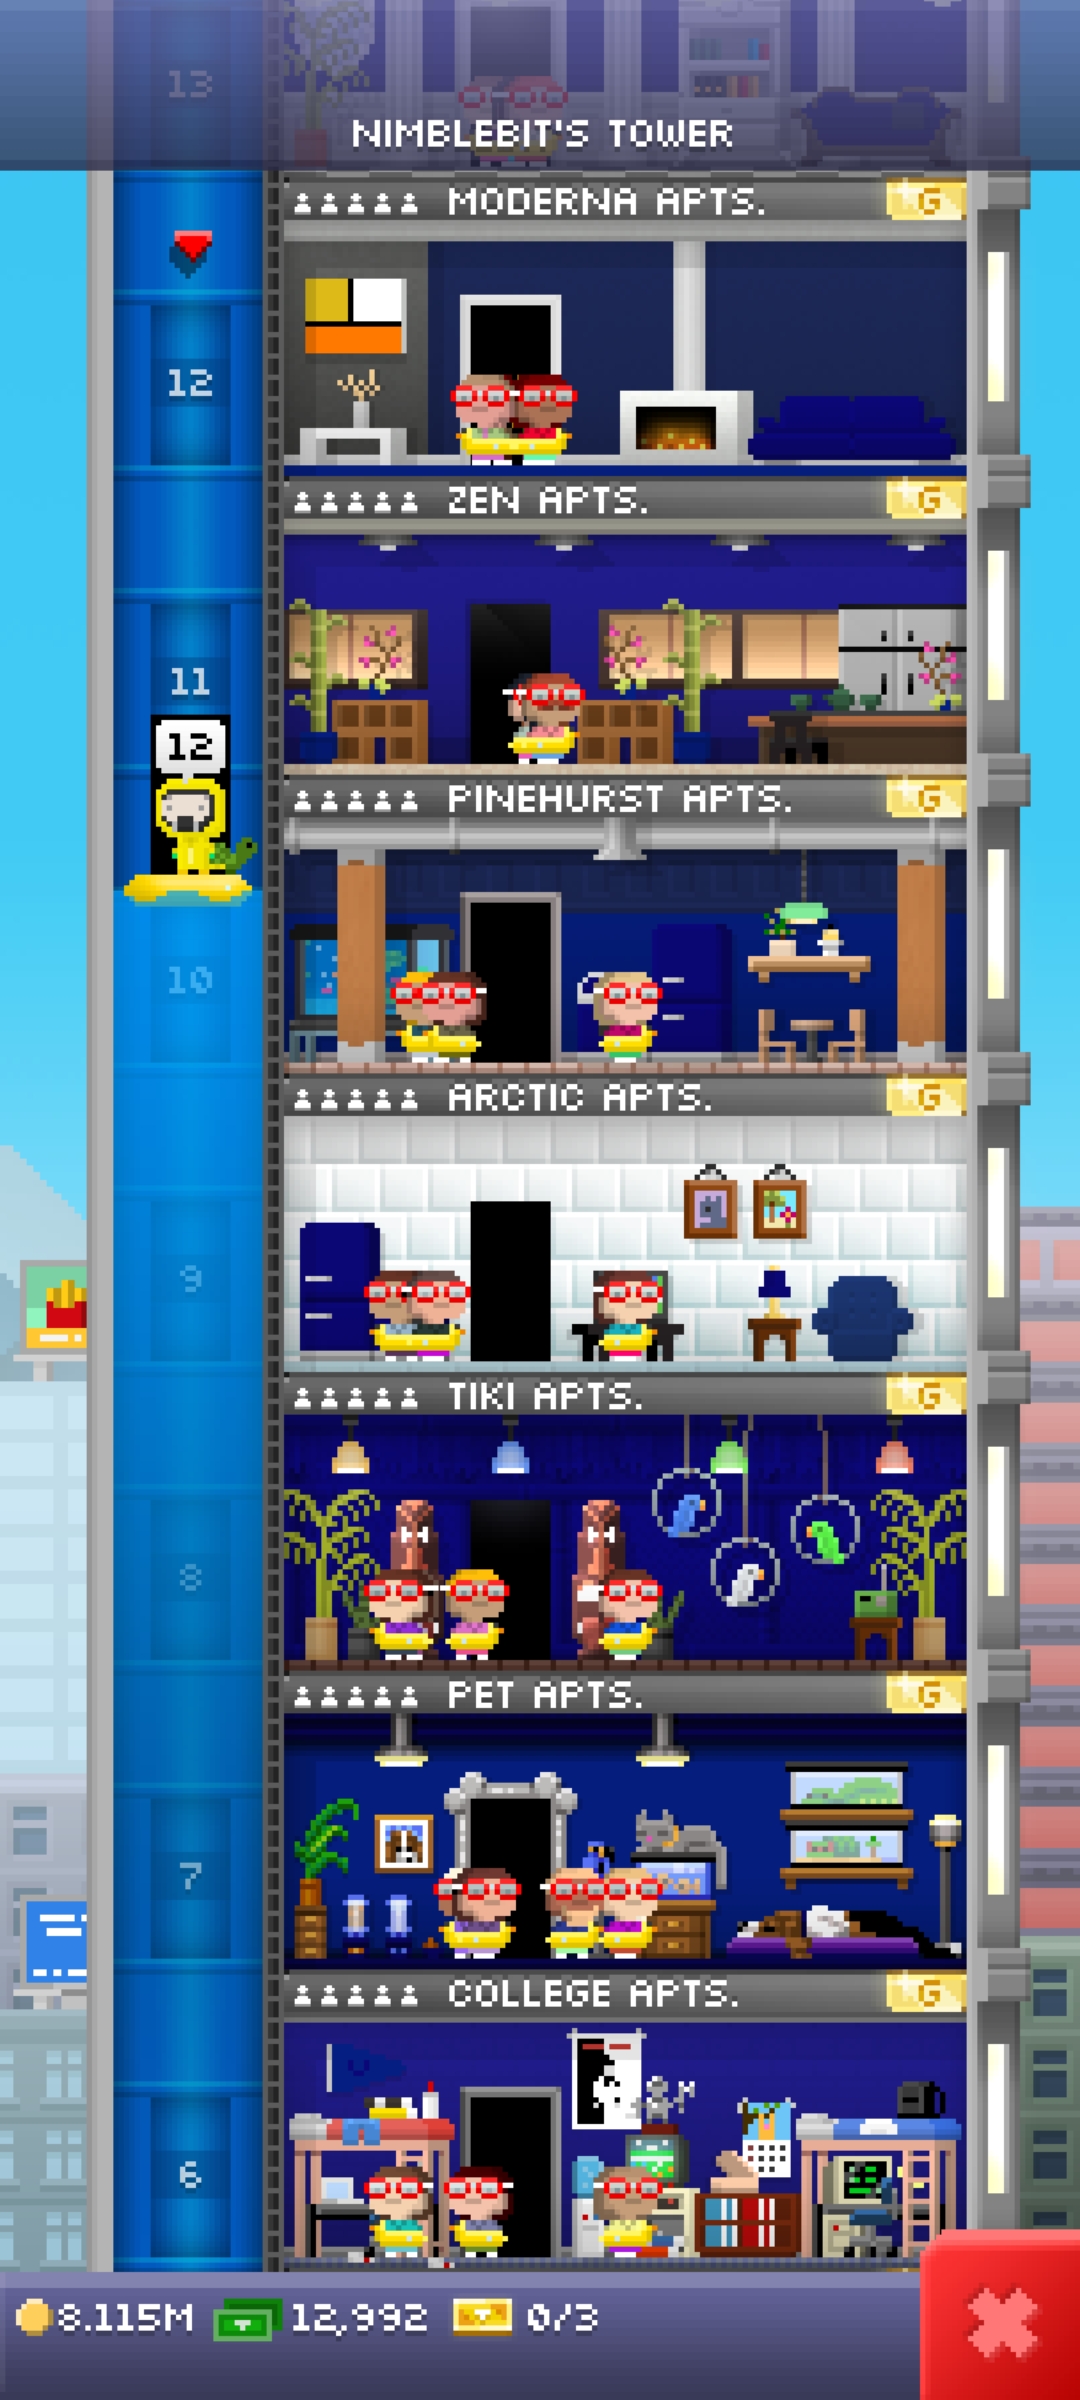 13
NIMBLEBIT'S TOWER
MODERNA APTS. G
12
ZEN APTS. G
11
12
PINEHURST APTS. G
10
ARCTIC APTS. G
9
TIKI APTS. G
8
PET APTS. G
7
COLLEGE APTS. G
6
8.115M 12,992 0/3